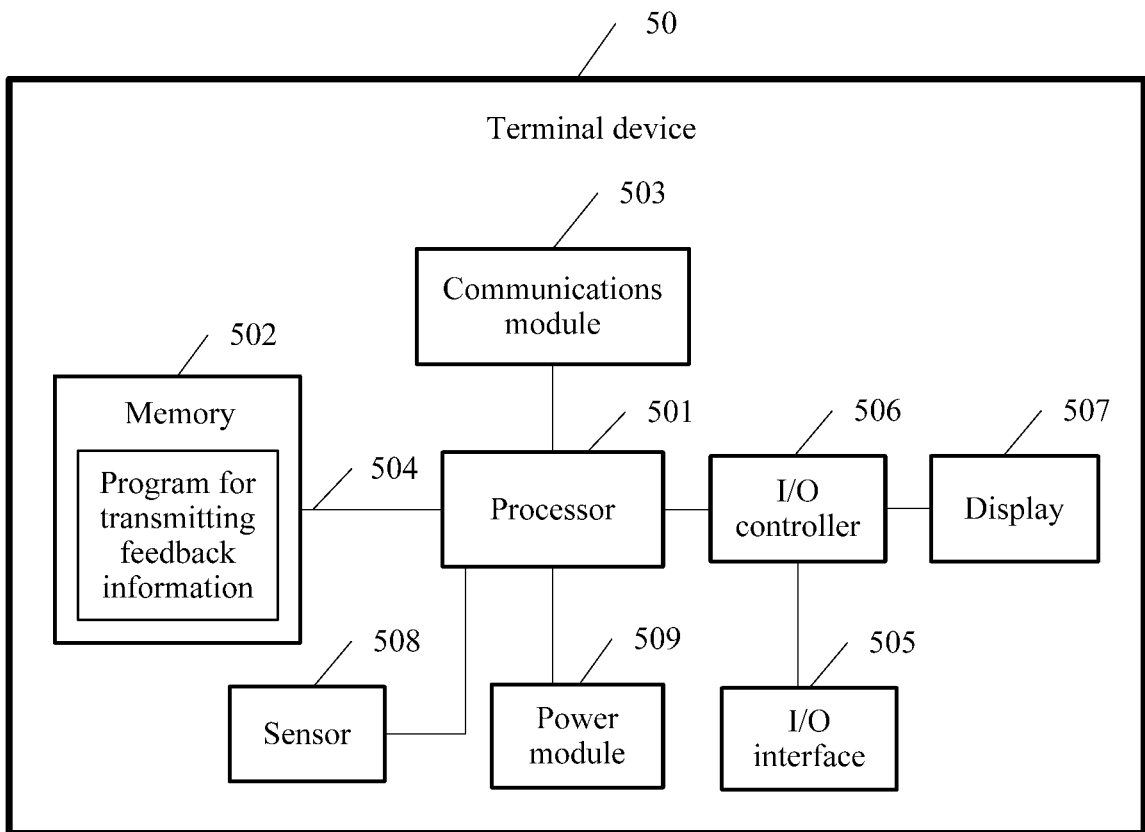 50
Terminal device
503
Communications
module
502
Memory
Program for
transmitting
feedback
information
504
501
Processor
506
I/O
controller
507
Display
508
Sensor
509
Power
module
505
I/O
interface